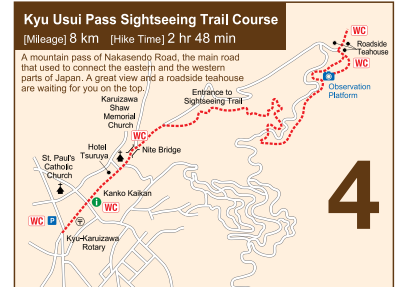 Kyu Usui Pass Sightseeing Trail Course
[Mileage] 8 km [Hike Time] 2 hr 48 min
A mountain pass of Nakasendo Road, the main road
that used to connect the eastern and the western
parts of Japan. A great view and a roadside teahouse
are waiting for you on the top.
WC
Roadside
Teahouse
WC
Observation
Platform
Entrance to
Sightseeing Trail
Karuizawa
Shaw
Memorial
Church
WC
Nite Bridge
Hotel
Tsuruya
St. Paul's
Catholic
Church
Kanko Kaikan
i
WC
WC P
Kyu-Karuizawa
Rotary
4